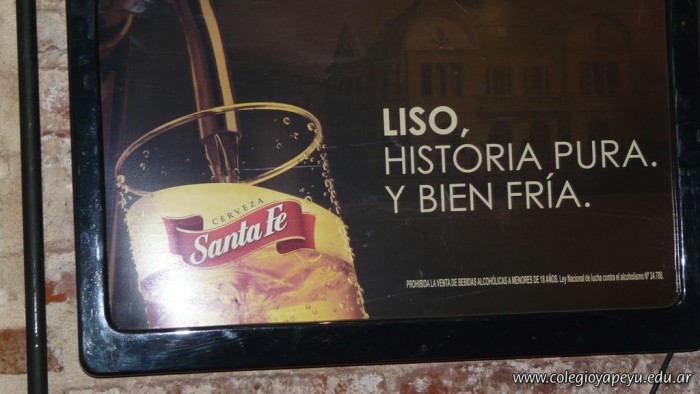 LISO,
HISTORIA PURA.
Y BIEN FRÍA.
CERVEZA
Santa Fe
PROHIBIDA LA VENTA DE BEBIDAS ALCOHÓLICAS A MENORES DE 18 AÑOS. Ley Nacional de lucha contra el alcoholismo Nº 24.788.
www.colegioyapeyu.edu.ar